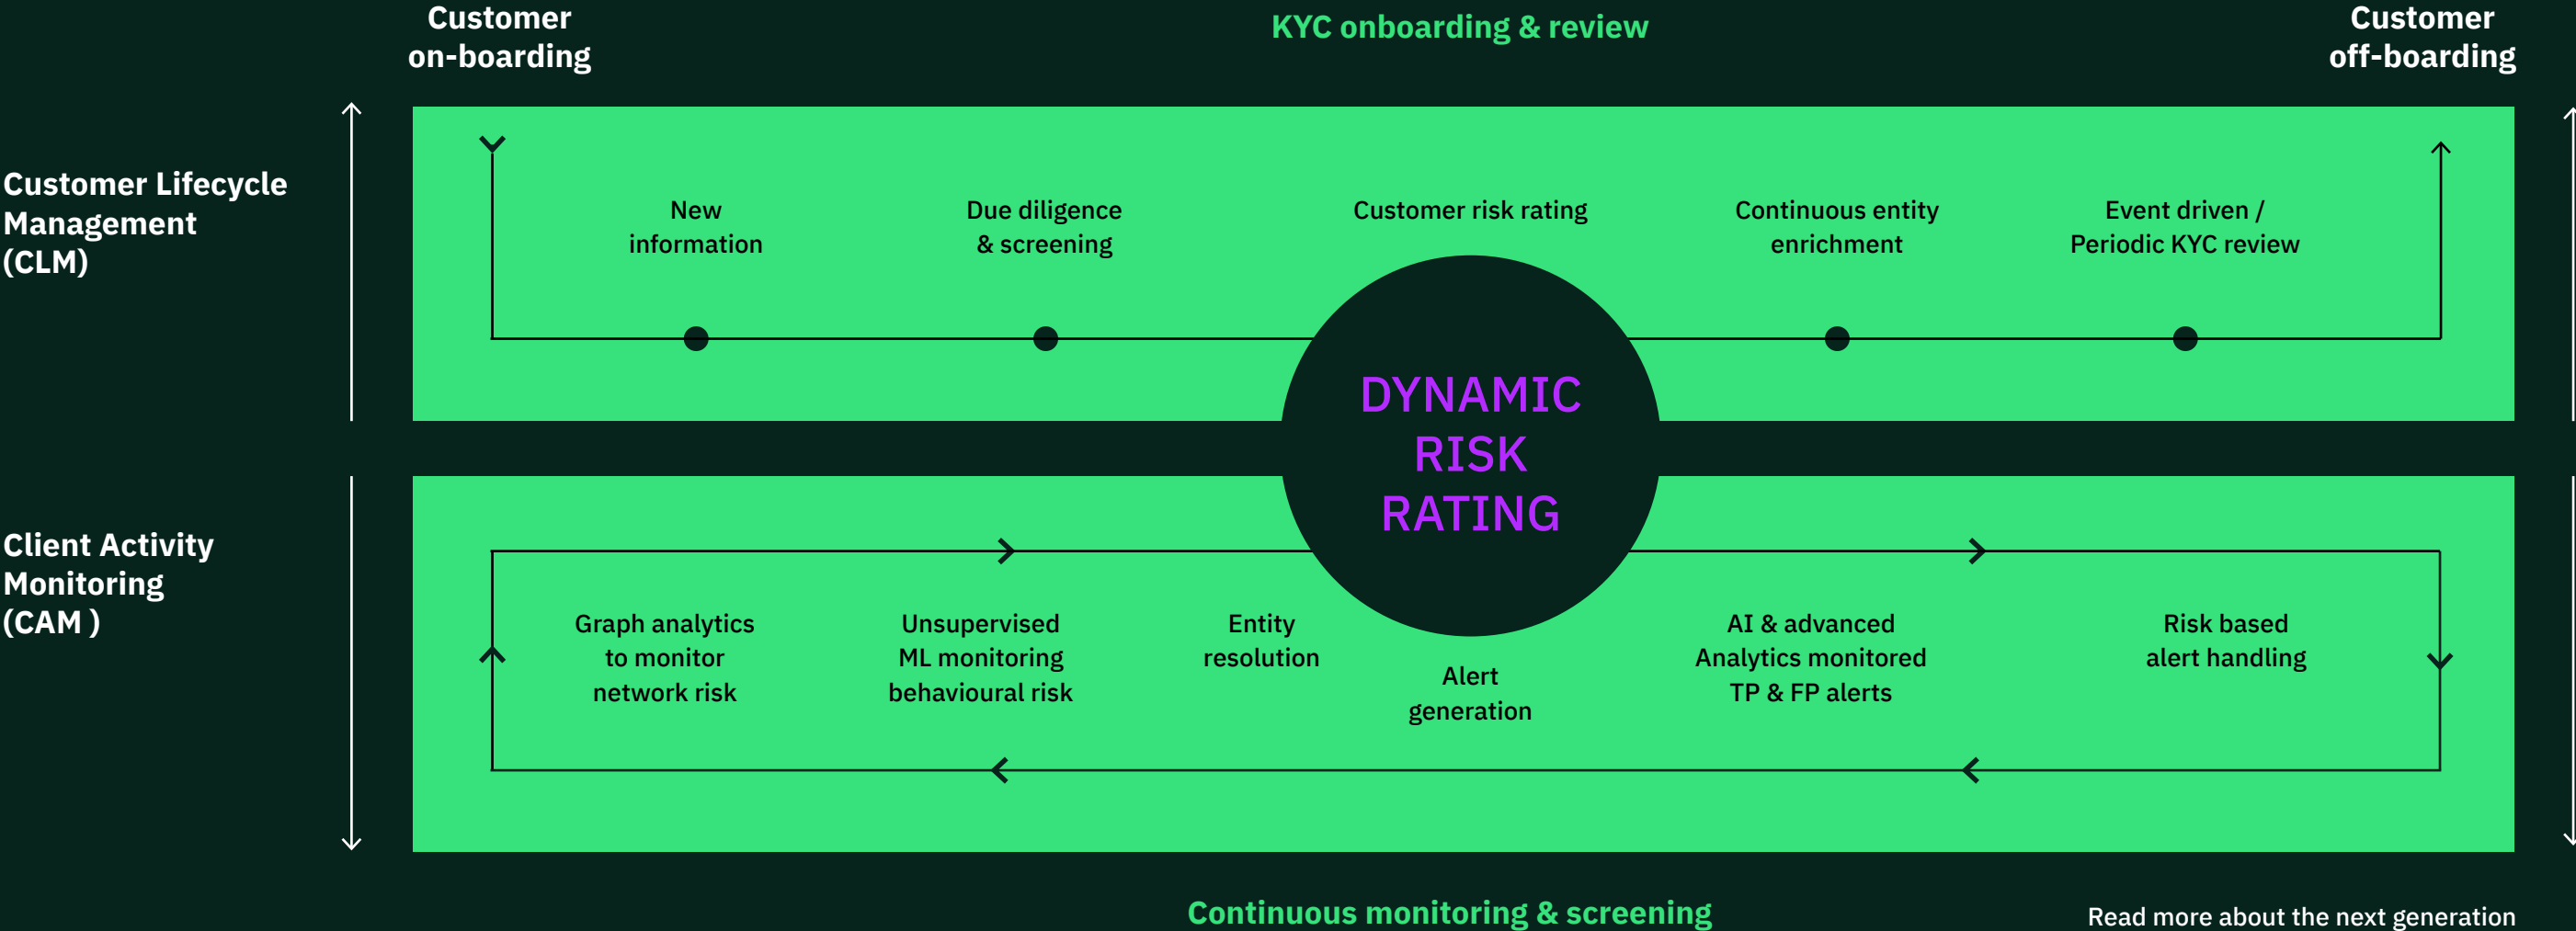 Customer
on-boarding
KYC onboarding & review
Customer
off-boarding
Customer Lifecycle
Management
(CLM)
New
information
Due diligence
& screening
Customer risk rating
Continuous entity
enrichment
Event driven /
Periodic KYC review
DYNAMIC
RISK
RATING
Client Activity
Monitoring
(CAM )
Graph analytics
to monitor
network risk
Unsupervised
ML monitoring
behavioural risk
Entity
resolution
Alert
generation
AI & advanced
Analytics monitored
TP & FP alerts
Risk based
alert handling
Continuous monitoring & screening
Read more about the next generation